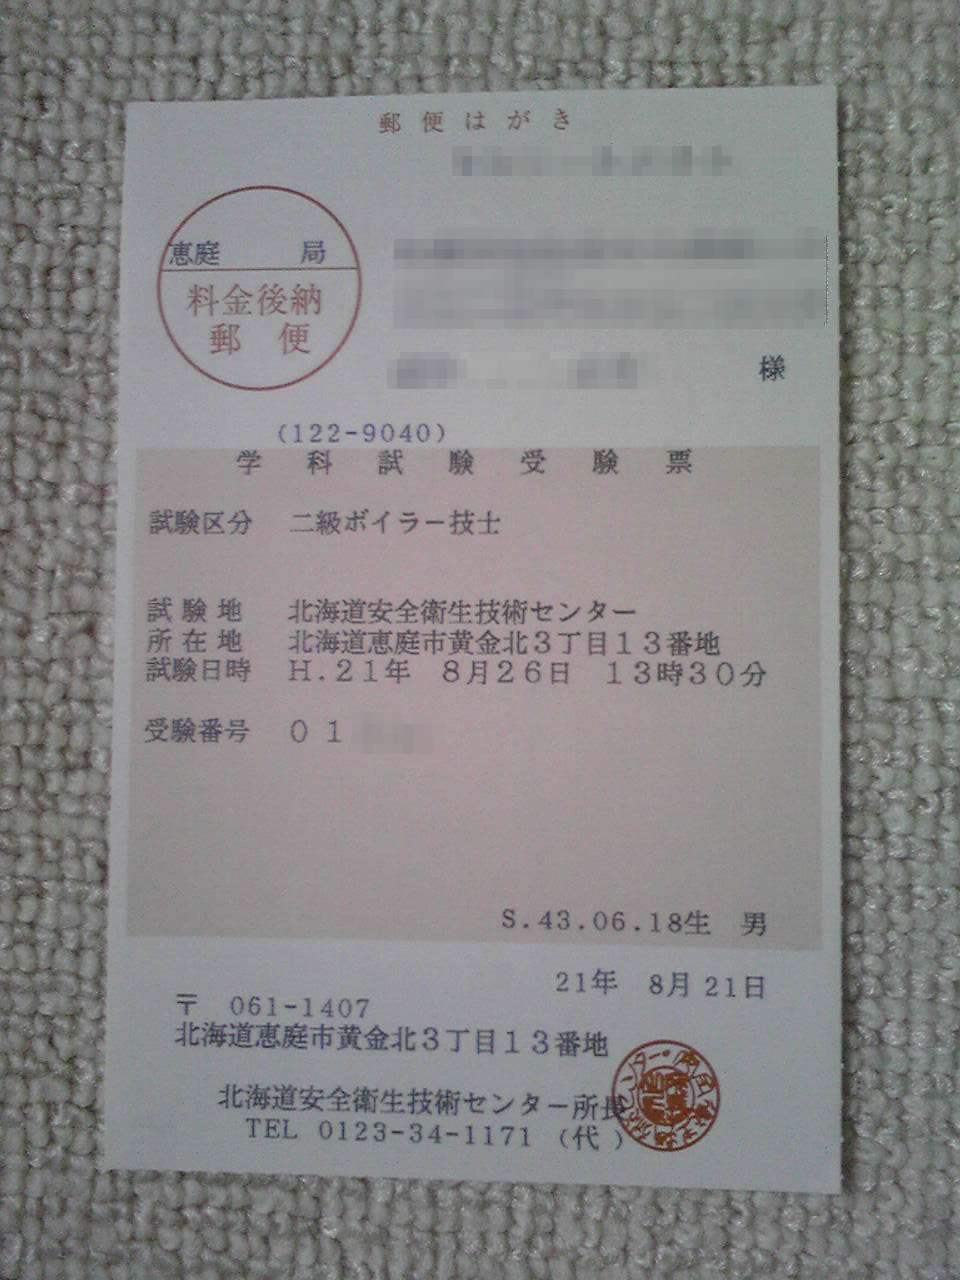 郵便はがき
恵庭 局
料金後納
郵 便
様
(122-9040)
学 科 試 験 受 験 票
試験区分 二級ボイラー技士
試 験 地 北海道安全衛生技術センター
所 在 地 北海道恵庭市黄金北３丁目１３番地
試験日時 Ｈ.２１年 ８月２６日 １３時３０分
受験番号 ０１
S.43.06.18生 男
21年 8月 21日
〒 061-1407
北海道恵庭市黄金北３丁目１３番地
北海道安全衛生技術センター所長
TEL 0123-34-1171 (代)